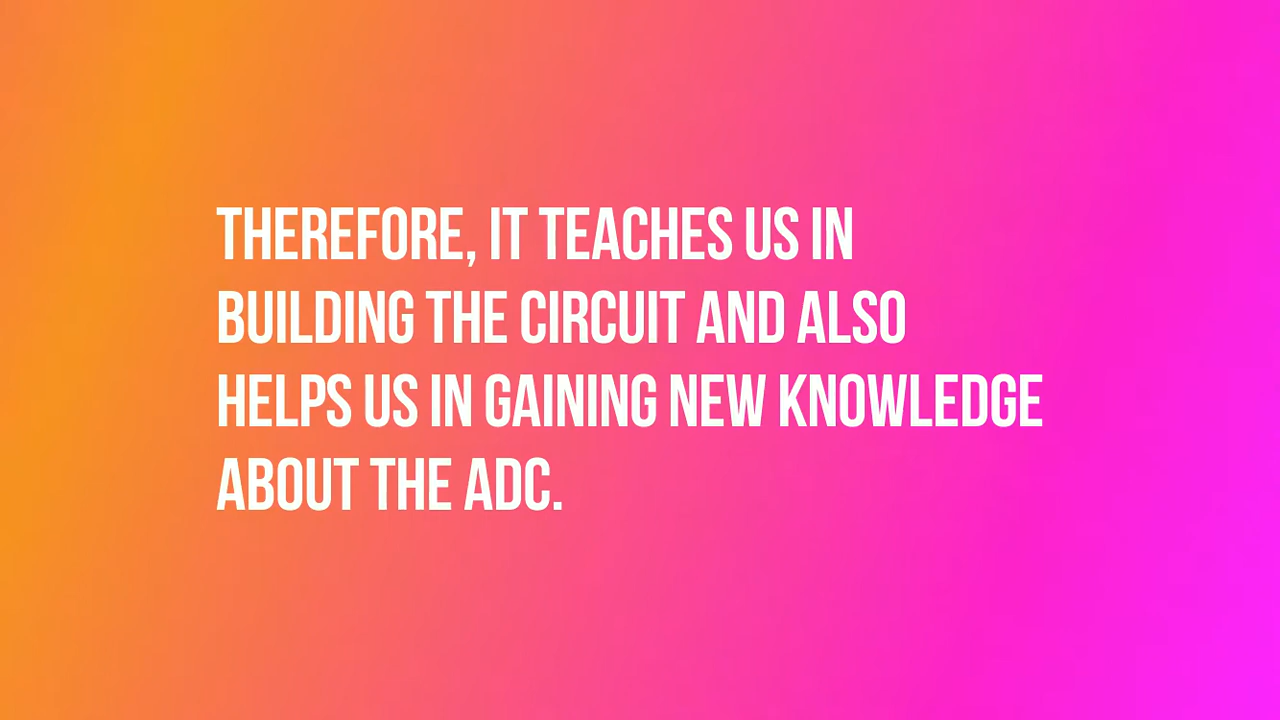 THEREFORE, IT TEACHES US IN
BUILDING THE CIRCUIT AND ALSO
HELPS US IN GAINING NEW KNOWLEDGE
ABOUT THE ADC.